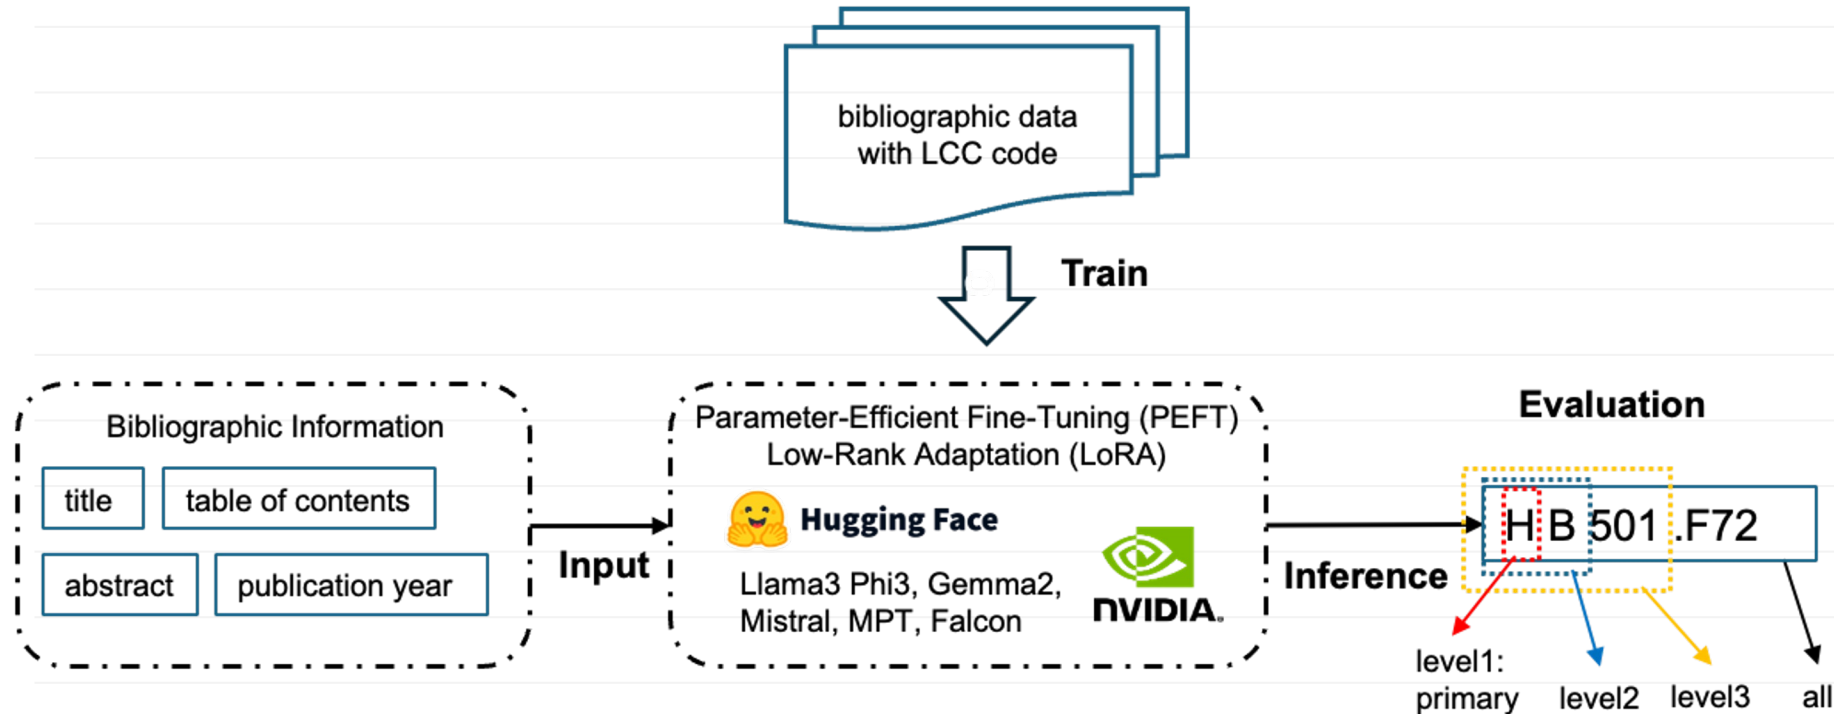 bibliographic data
with LCC code
Train
Bibliographic Information
title
table of contents
abstract
publication year
Input
Parameter-Efficient Fine-Tuning (PEFT)
Low-Rank Adaptation (LoRA)
Hugging Face
Llama3 Phi3, Gemma2,
Mistral, MPT, Falcon
NVIDIA.
Inference
Evaluation
H B 501 .F72
level1:
primary
level2
level3
all